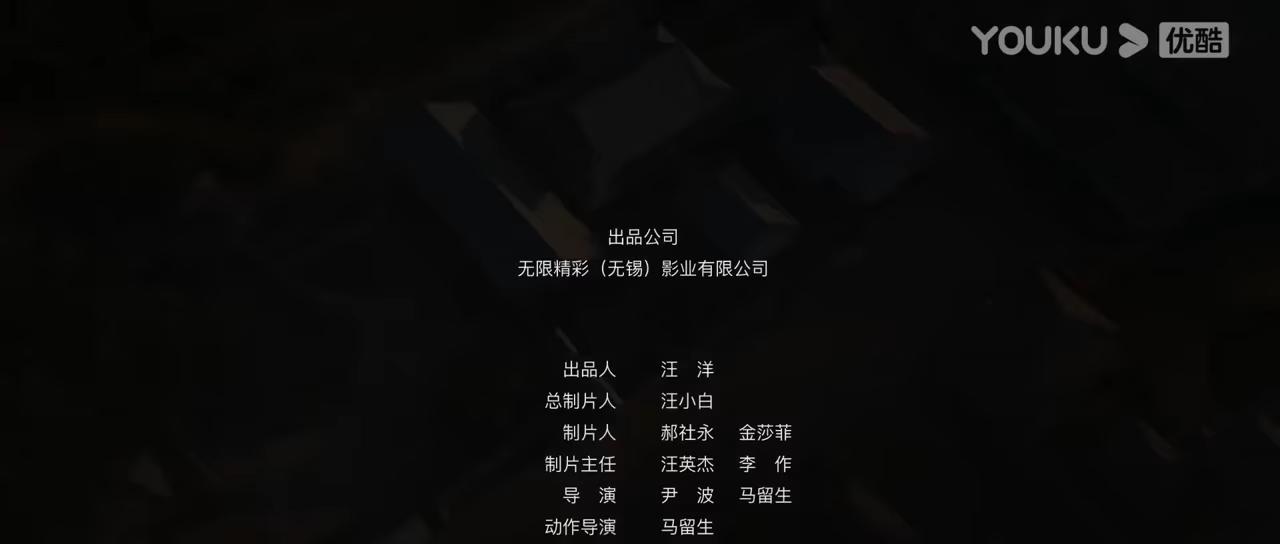 YOUKU 优酷
出品公司
无限精彩（无锡）影业有限公司
出品人 汪 洋
总制片人 汪小白
制片人 郝社永 金莎菲
制片主任 汪英杰 李 作
导 演 尹 波 马留生
动作导演 马留生